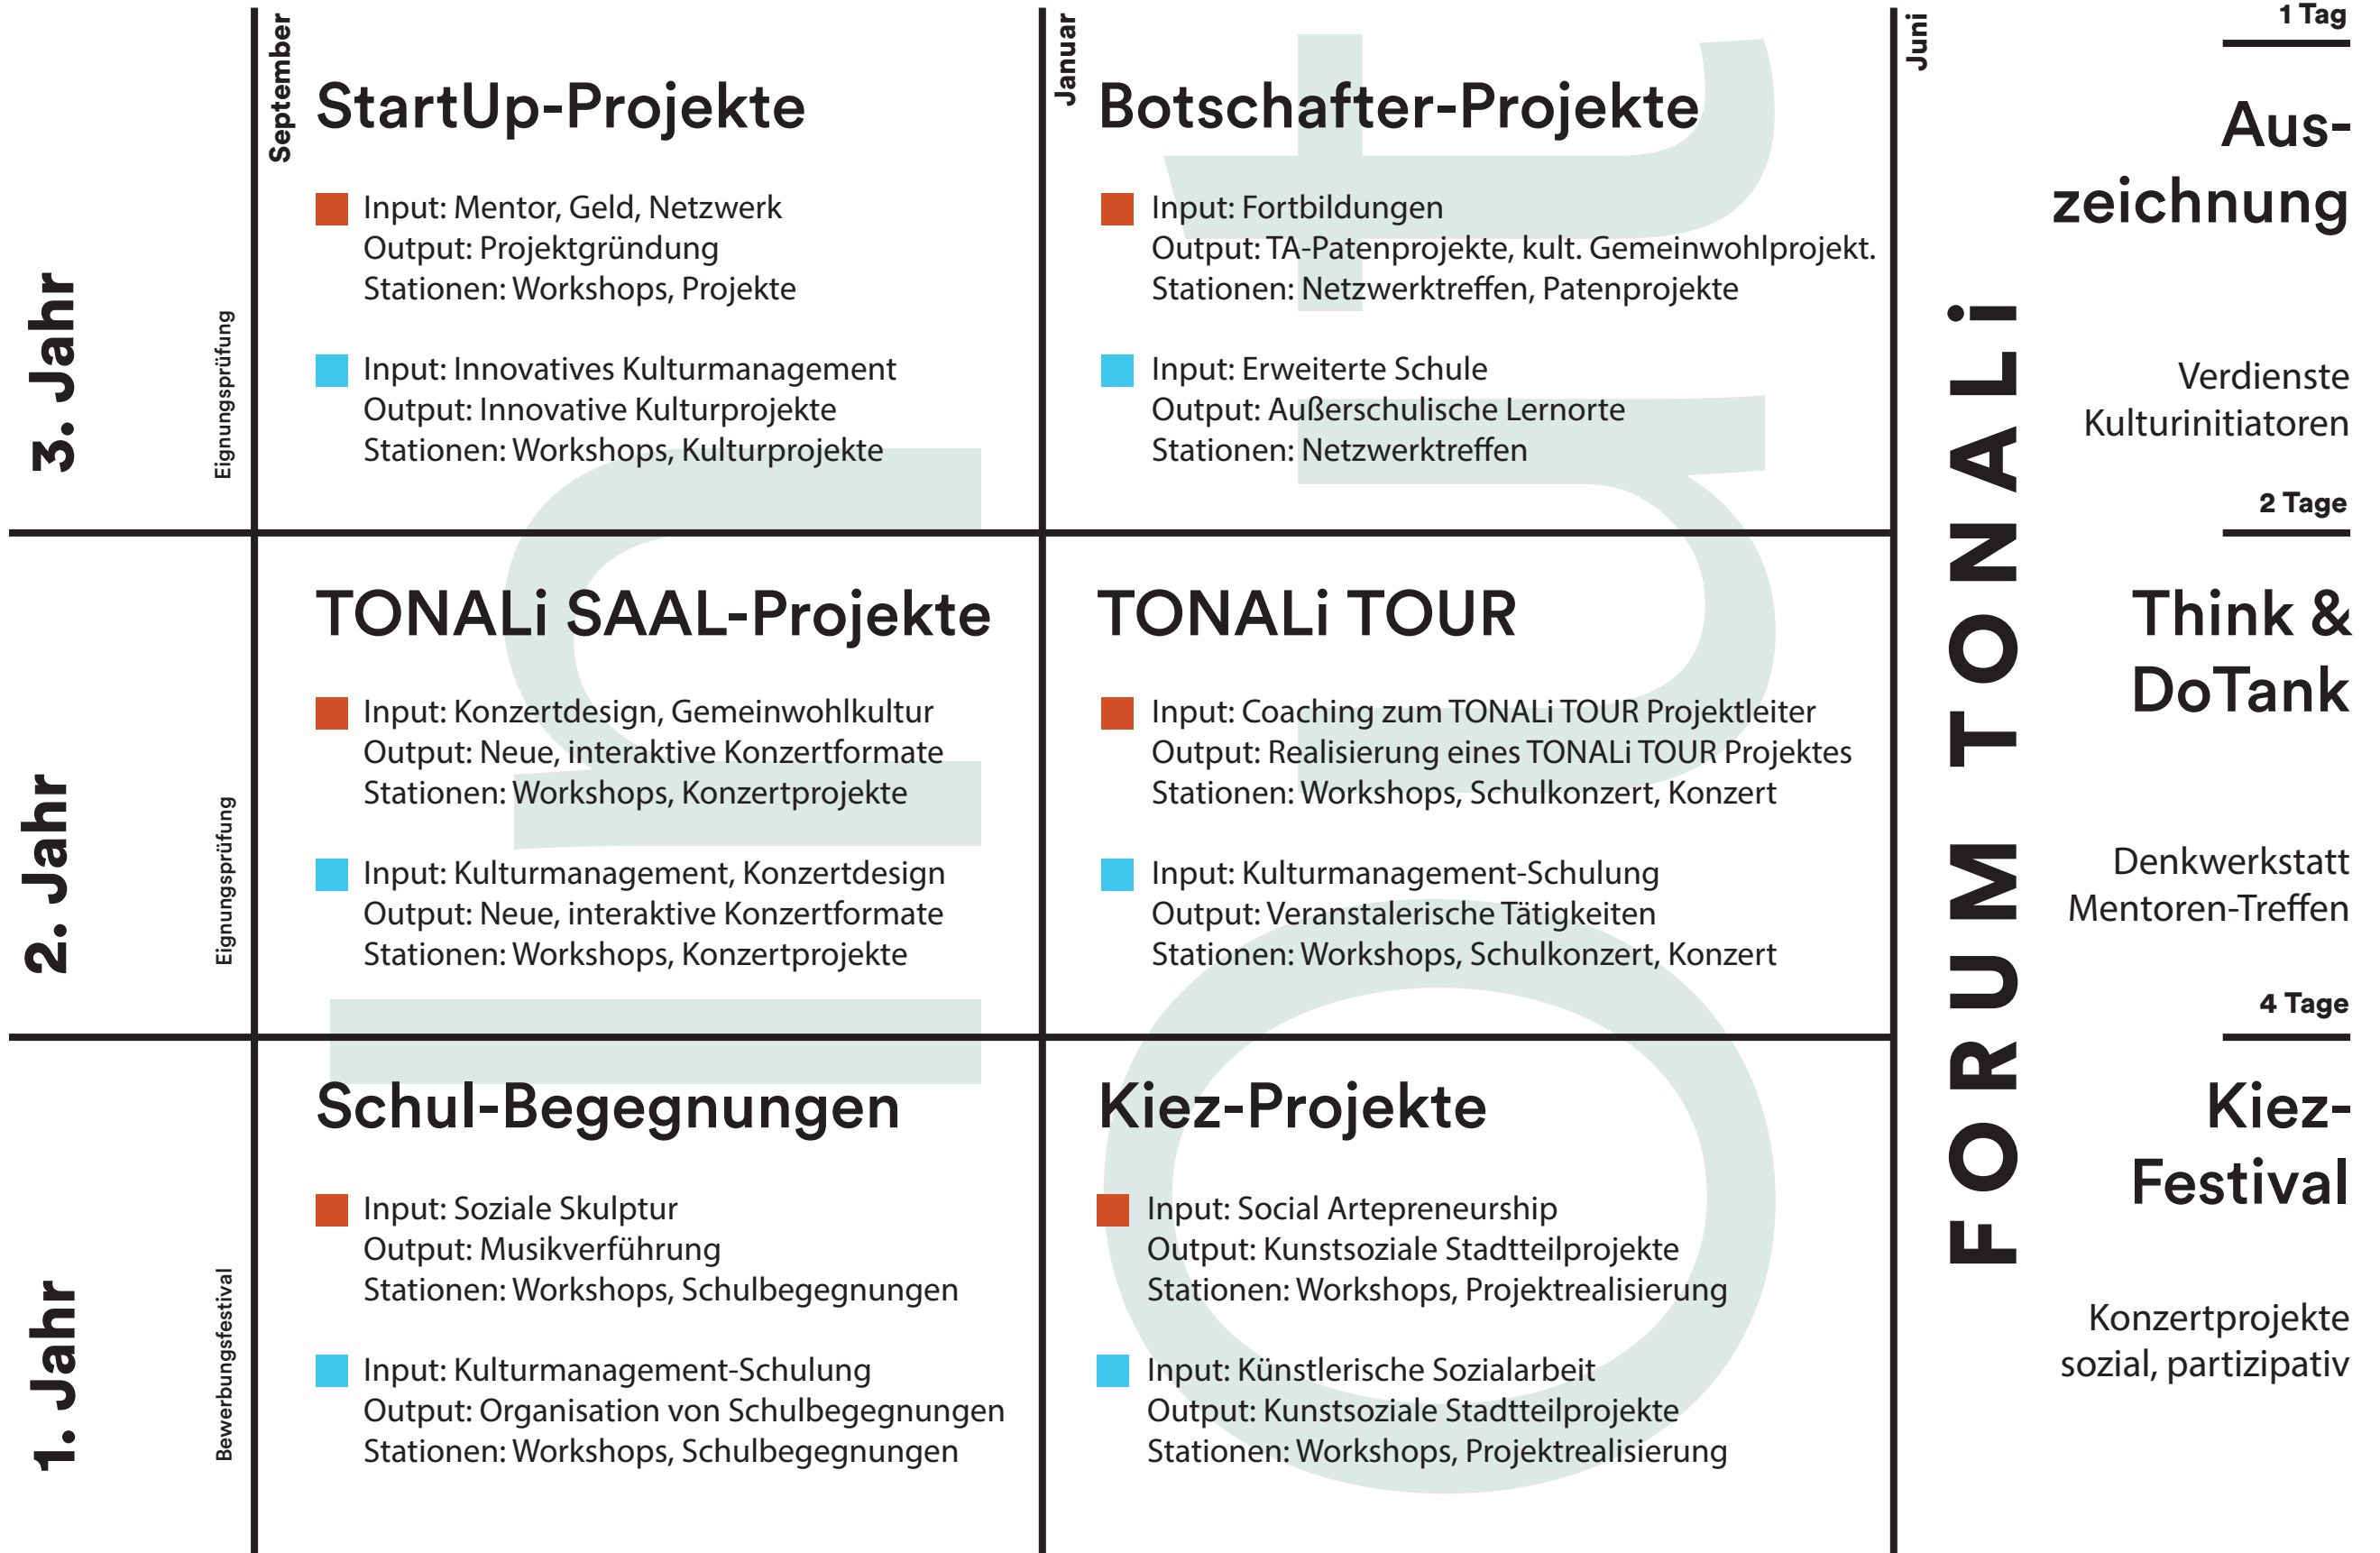 September
Januar
Juni
3. Jahr
Eignungsprüfung
StartUp-Projekte
Input: Mentor, Geld, Netzwerk
Output: Projektgründung
Stationen: Workshops, Projekte
Input: Innovatives Kulturmanagement
Output: Innovative Kulturprojekte
Stationen: Workshops, Kulturprojekte
Botschafter-Projekte
Input: Fortbildungen
Output: TA-Patenprojekte, kult. Gemeinwohlprojekt.
Stationen: Netzwerktreffen, Patenprojekte
Input: Erweiterte Schule
Output: Außerschulische Lernorte
Stationen: Netzwerktreffen
2. Jahr
Eignungsprüfung
TONALi SAAL-Projekte
Input: Konzertdesign, Gemeinwohlkultur
Output: Neue, interaktive Konzertformate
Stationen: Workshops, Konzertprojekte
Input: Kulturmanagement, Konzertdesign
Output: Neue, interaktive Konzertformate
Stationen: Workshops, Konzertprojekte
TONALi TOUR
Input: Coaching zum TONALi TOUR Projektleiter
Output: Realisierung eines TONALi TOUR Projektes
Stationen: Workshops, Schulkonzert, Konzert
Input: Kulturmanagement-Schulung
Output: Veranstalerische Tätigkeiten
Stationen: Workshops, Schulkonzert, Konzert
1. Jahr
Bewerbungsfestival
Schul-Begegnungen
Input: Soziale Skulptur
Output: Musikverführung
Stationen: Workshops, Schulbegegnungen
Input: Kulturmanagement-Schulung
Output: Organisation von Schulbegegnungen
Stationen: Workshops, Schulbegegnungen
Kiez-Projekte
Input: Social Artepreneurship
Output: Kunstsoziale Stadtteilprojekte
Stationen: Workshops, Projektrealisierung
Input: Künstlerische Sozialarbeit
Output: Kunstsoziale Stadtteilprojekte
Stationen: Workshops, Projektrealisierung
FORUM TONALi
1 Tag
Aus-
zeichnung
Verdienste
Kulturinitiatoren
2 Tage
Think &
DoTank
Denkwerkstatt
Mentoren-Treffen
4 Tage
Kiez-
Festival
Konzertprojekte
sozial, partizipativ